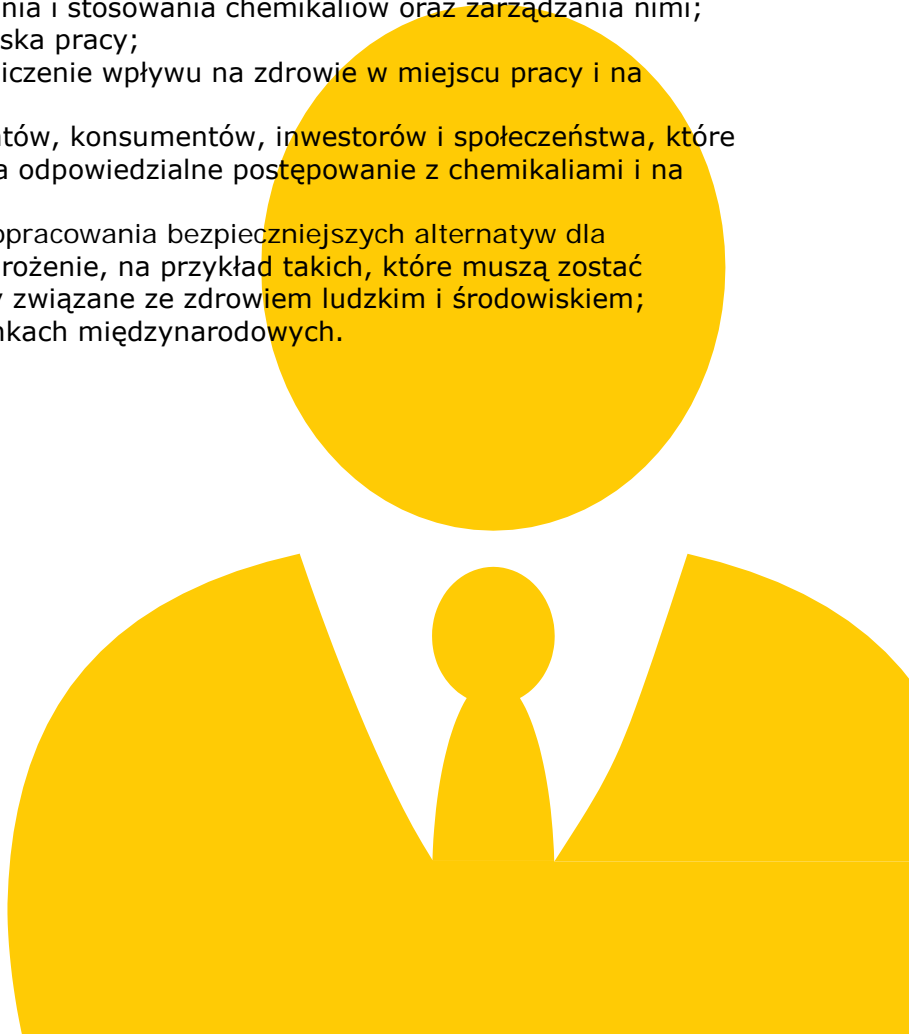 nia i stosowania chemikaliów oraz zarządzania nimi;
ska pracy;
iczenie wpływu na zdrowie w miejscu pracy i na
tów, konsumentów, inwestorów i społeczeństwa, które
a odpowiedzialne postępowanie z chemikaliami i na
opracowania bezpieczniejszych alternatyw dla
rożenie, na przykład takich, które muszą zostać
y związane ze zdrowiem ludzkim i środowiskiem;
nkach międzynarodowych.